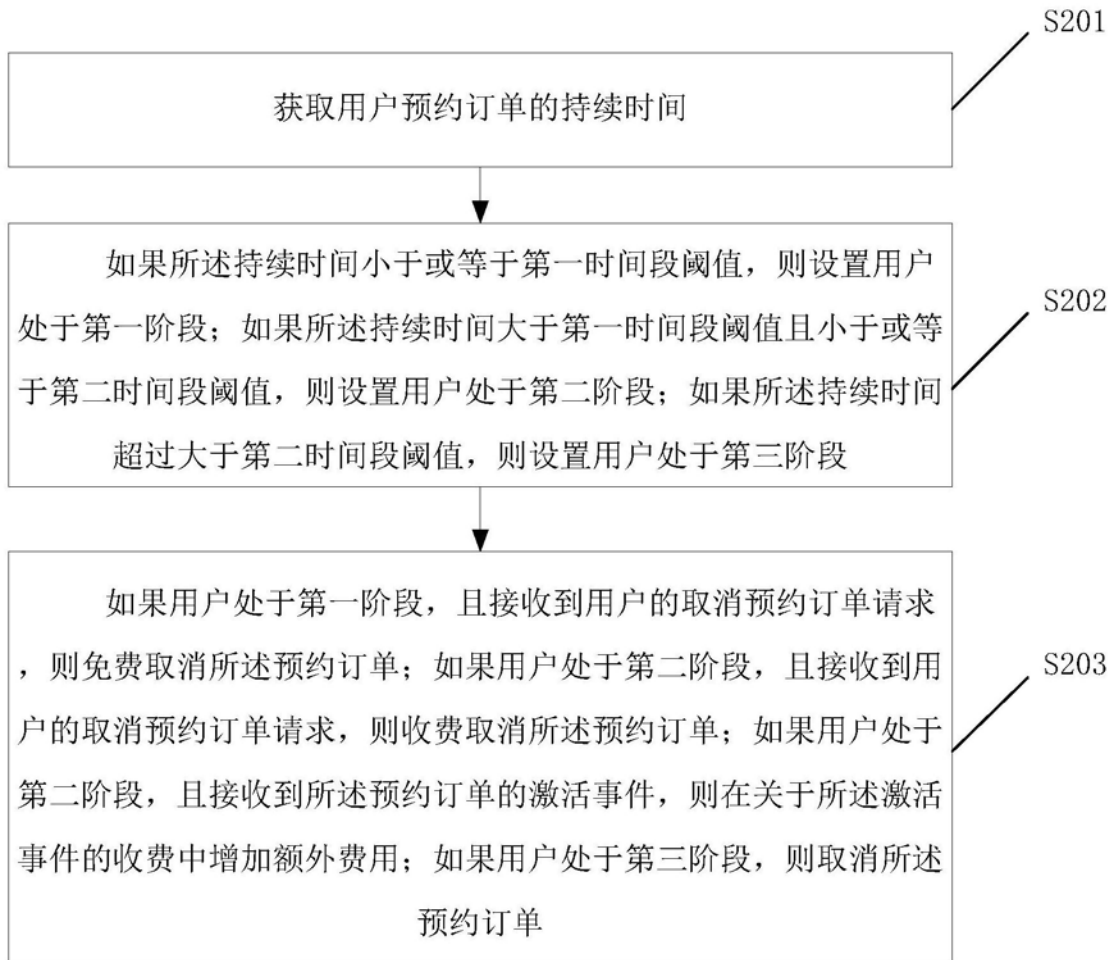 S201
获取用户预约订单的持续时间
如果所述持续时间小于或等于第一时间段阈值，则设置用户
处于第一阶段；如果所述持续时间大于第一时间段阈值且小于或等
于第二时间段阈值，则设置用户处于第二阶段；如果所述持续时间
超过大于第二时间段阈值，则设置用户处于第三阶段
S202
如果用户处于第一阶段，且接收到用户的取消预约订单请求
，则免费取消所述预约订单；如果用户处于第二阶段，且接收到用
户的取消预约订单请求，则收费取消所述预约订单；如果用户处于
第二阶段，且接收到所述预约订单的激活事件，则在关于所述激活
事件的收费中增加额外费用；如果用户处于第三阶段，则取消所述
预约订单
S203